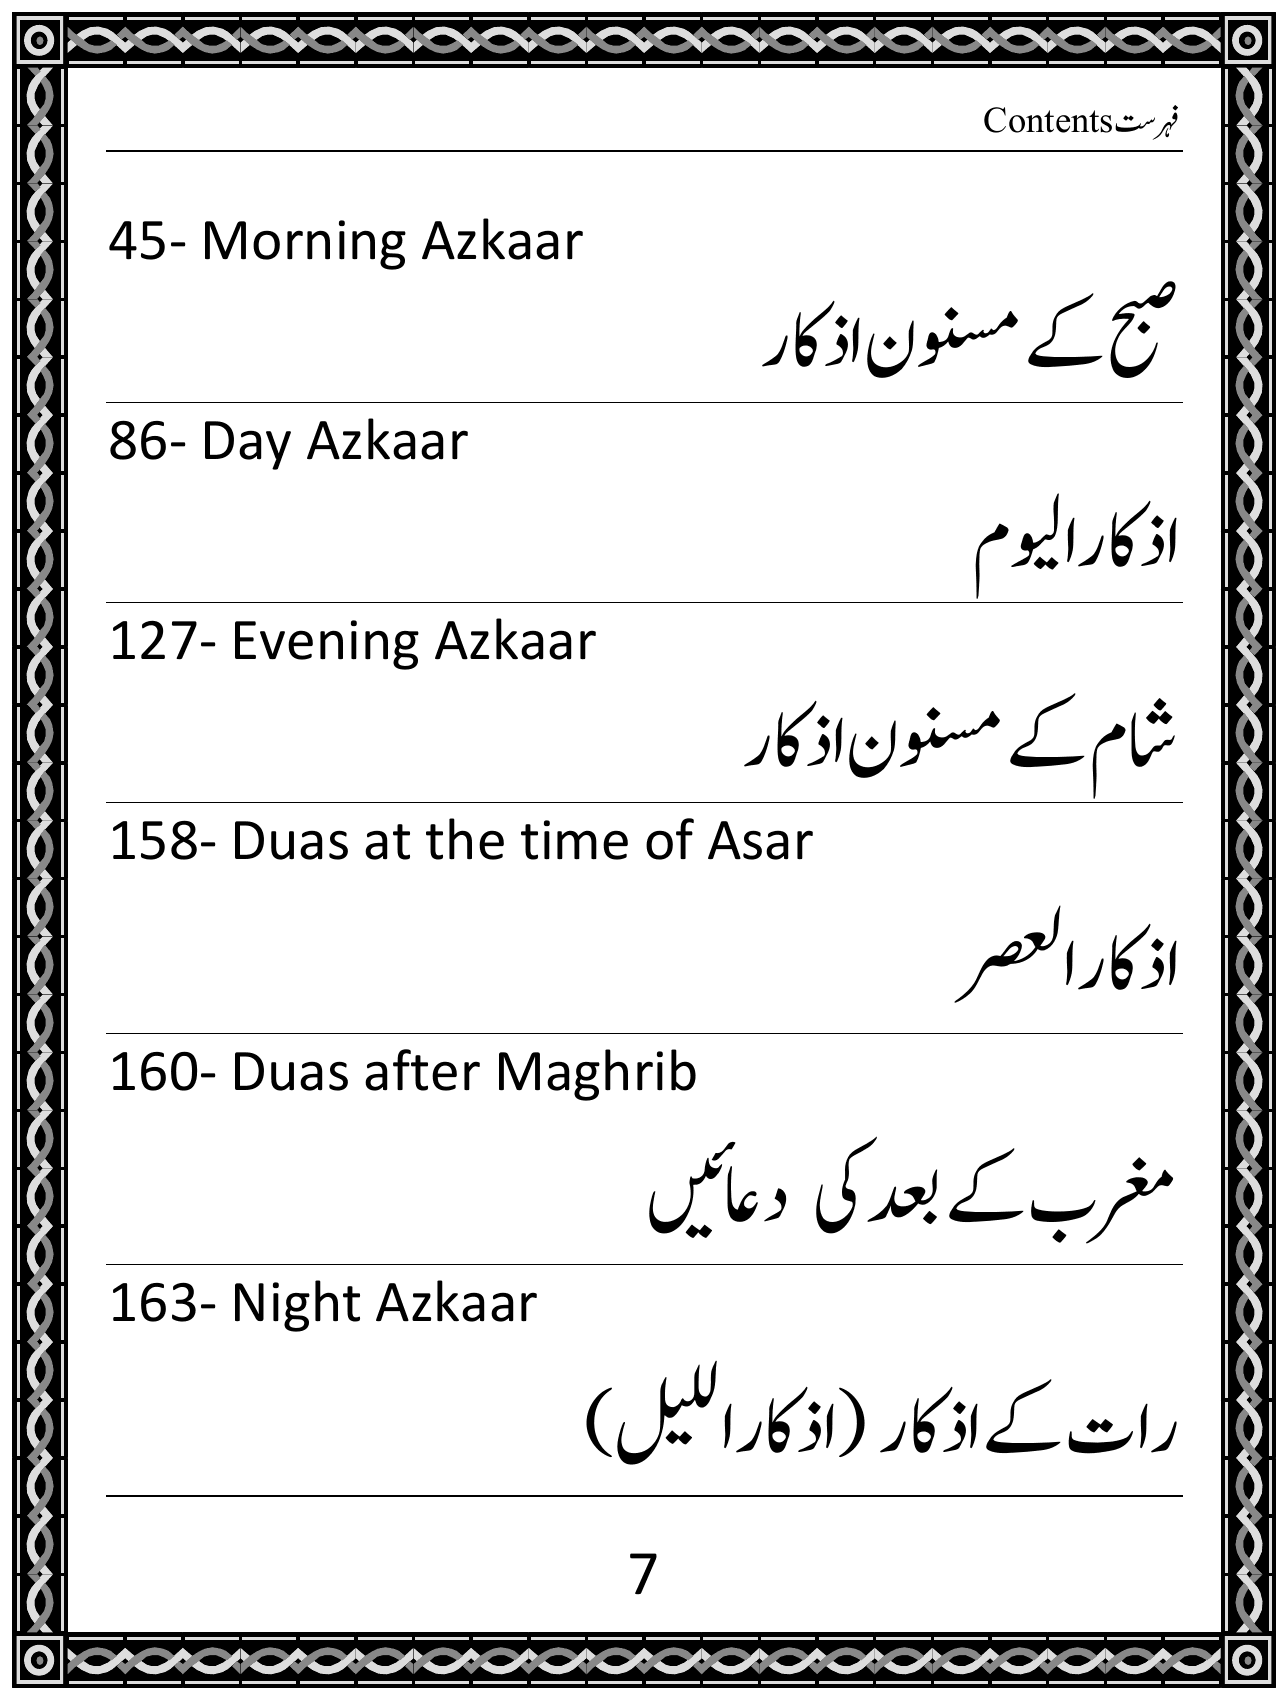 Contents فہرست
45- Morning Azkaar
صبح کے مسنون اذکار
86- Day Azkaar
اذکار الیوم
127- Evening Azkaar
شام کے مسنون اذکار
158- Duas at the time of Asar
اذکار العصر
160- Duas after Maghrib
مغرب کے بعد کی دعائیں
163- Night Azkaar
رات کے اذکار (اذکار اللیل)
7